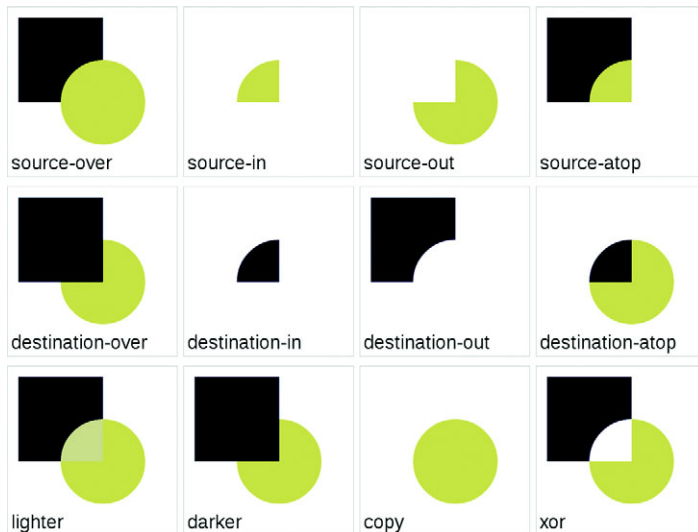 source-over
source-in
source-out
source-atop
destination-over
destination-in
destination-out
destination-atop
lighter
darker
copy
xor